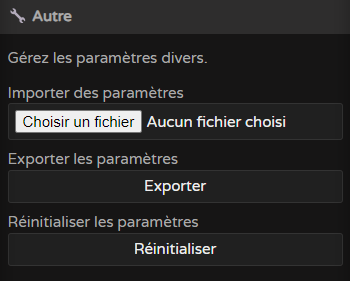 Autre
Gérez les paramètres divers.
Importer des paramètres
Choisir un fichier Aucun fichier choisi
Exporter les paramètres
Exporter
Réinitialiser les paramètres
Réinitialiser